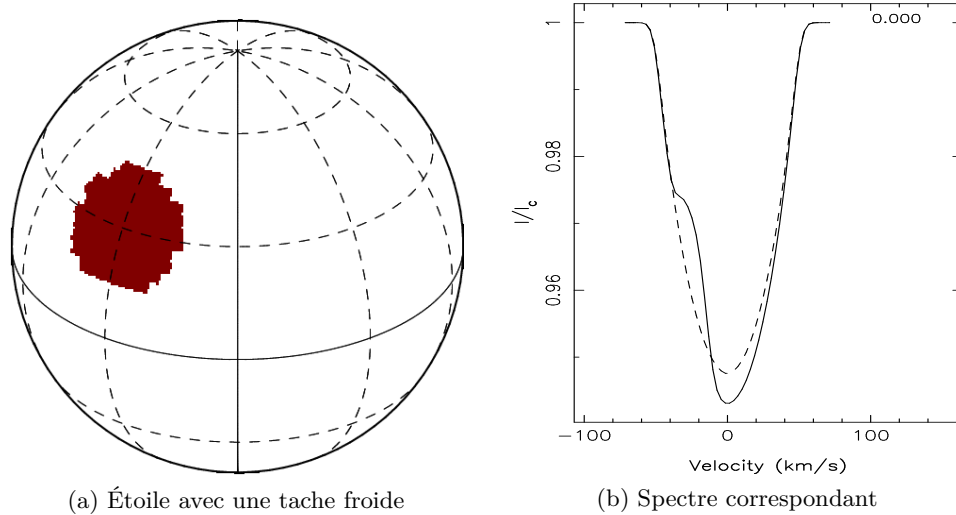 1
0.000
0.98
0.96
I/I_c
−100
0
100
Velocity (km/s)
(a) Étoile avec une tache froide
(b) Spectre correspondant